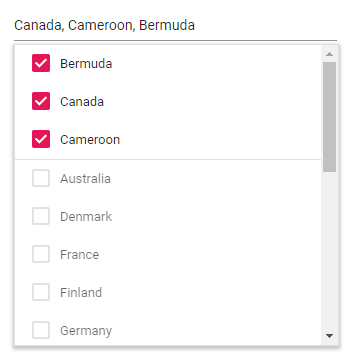 Canada, Cameroon, Bermuda
Bermuda
Canada
Cameroon
Australia
Denmark
France
Finland
Germany